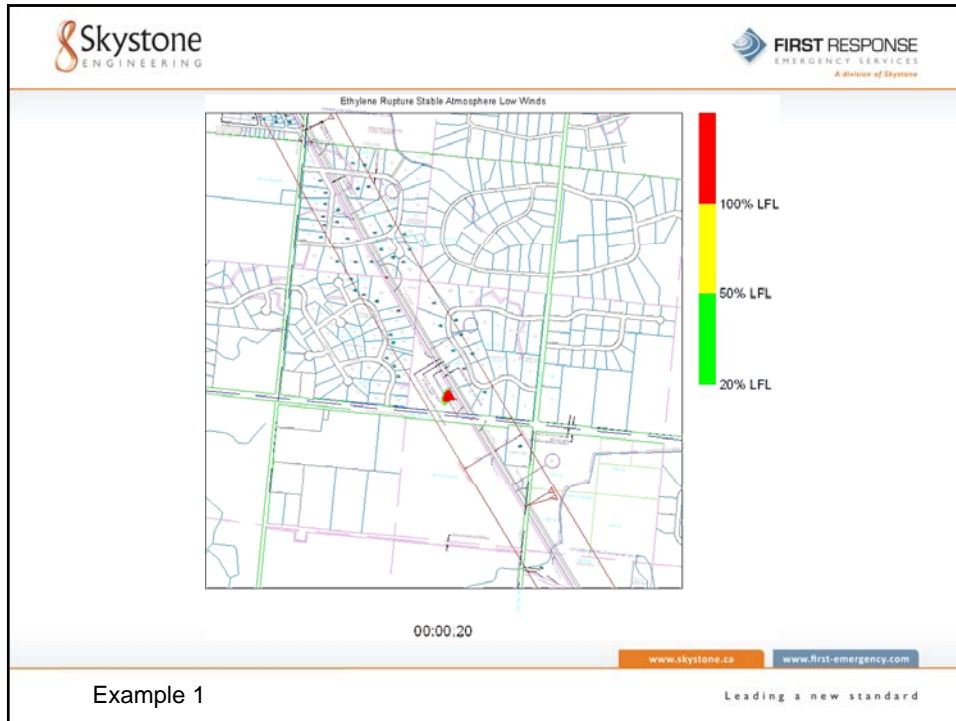 Skystone
ENGINEERING
FIRST RESPONSE
EMERGENCY SERVICES
A division of Skystone
Ethylene Rupture Stable Atmosphere Low Winds
100% LFL
50% LFL
20% LFL
00:00:20
www.skystone.ca
www.first-emergency.com
Example 1
Leading a new standard